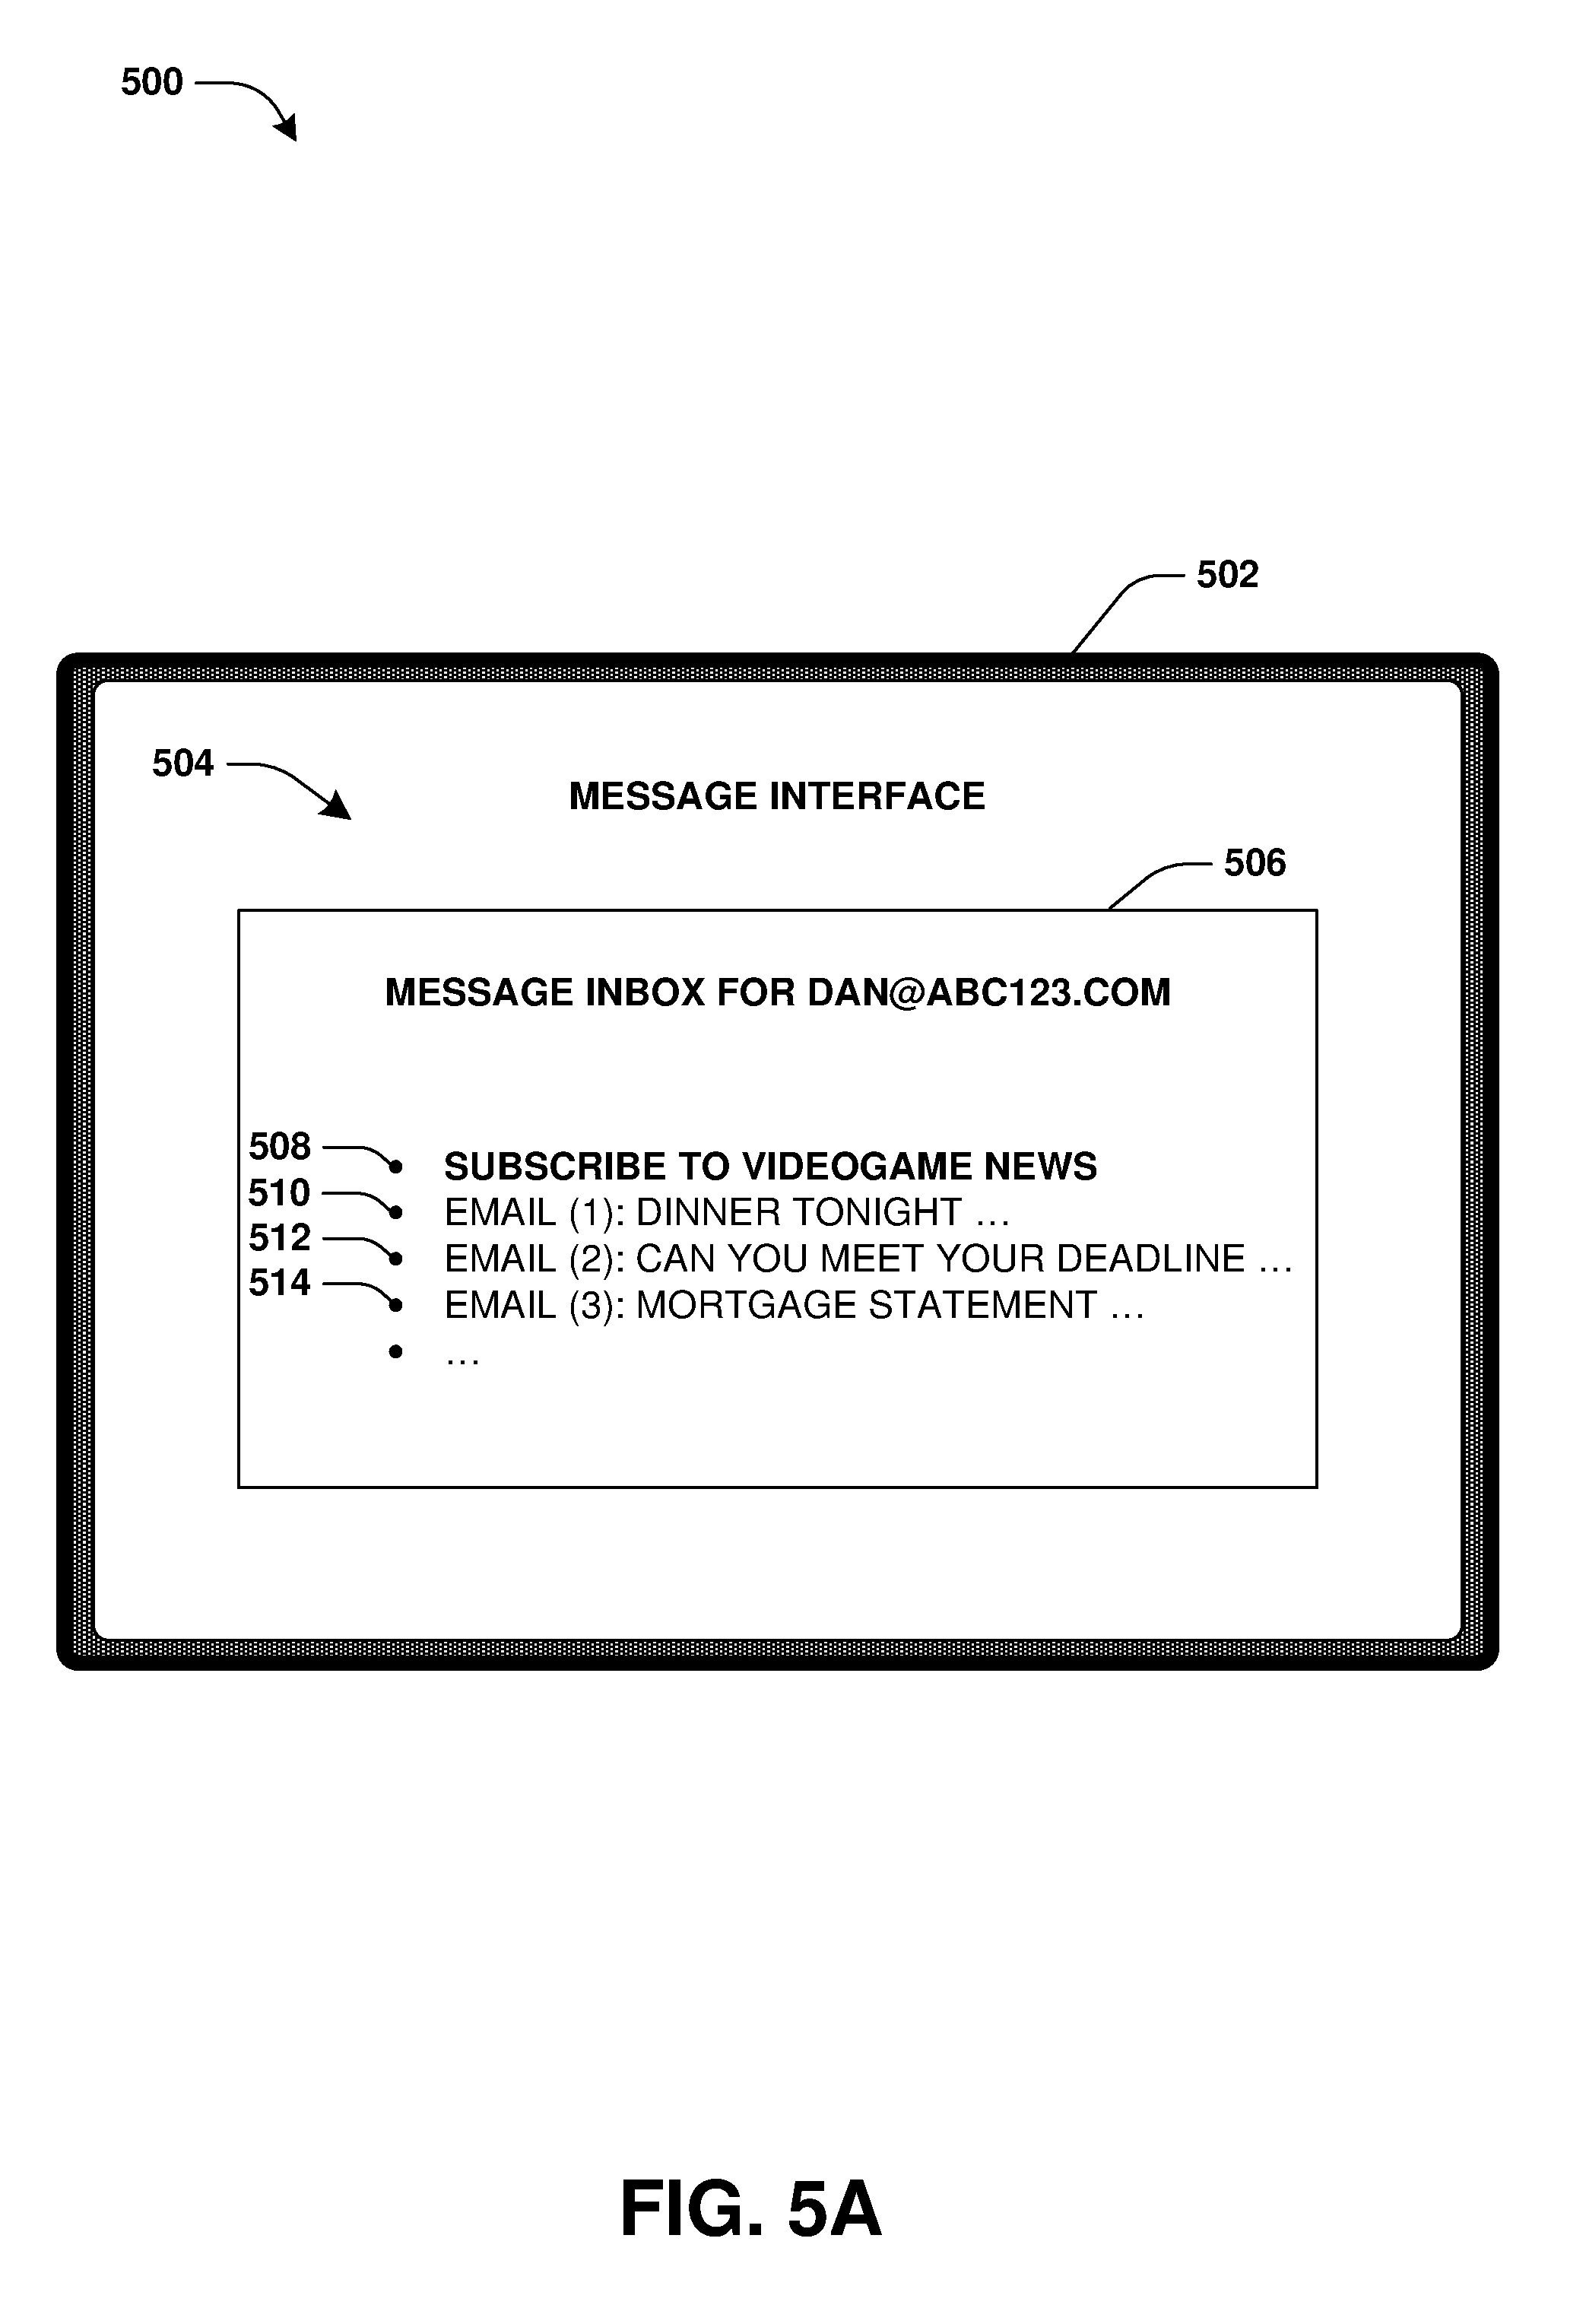 500
502
504
MESSAGE INTERFACE
506
MESSAGE INBOX FOR DAN@ABC123.COM
508
• SUBSCRIBE TO VIDEOGAME NEWS
510
• EMAIL (1): DINNER TONIGHT …
512
• EMAIL (2): CAN YOU MEET YOUR DEADLINE …
514
• EMAIL (3): MORTGAGE STATEMENT …
• …
FIG. 5A